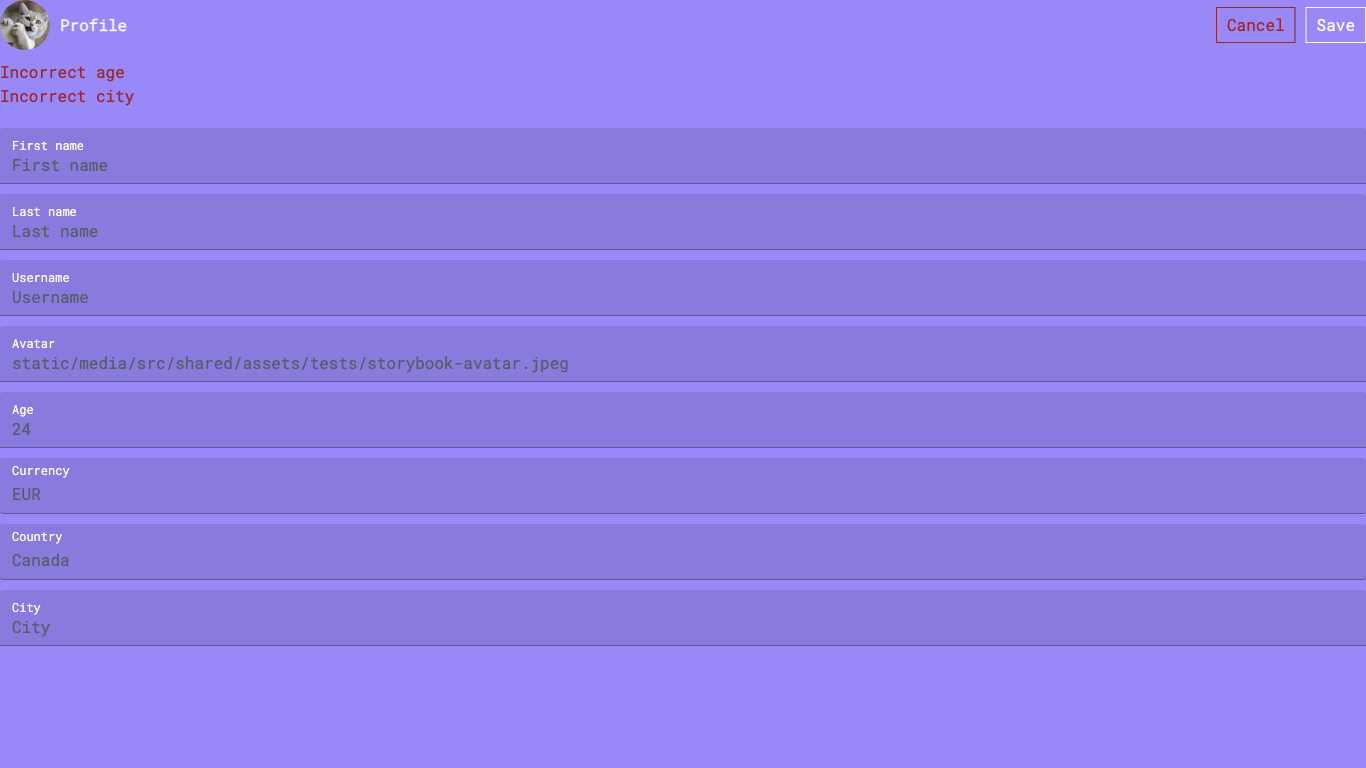 Profile
Cancel
Save
Incorrect age
Incorrect city
First name
First name
Last name
Last name
Username
Username
Avatar
static/media/src/shared/assets/tests/storybook-avatar.jpeg
Age
24
Currency
EUR
Country
Canada
City
City